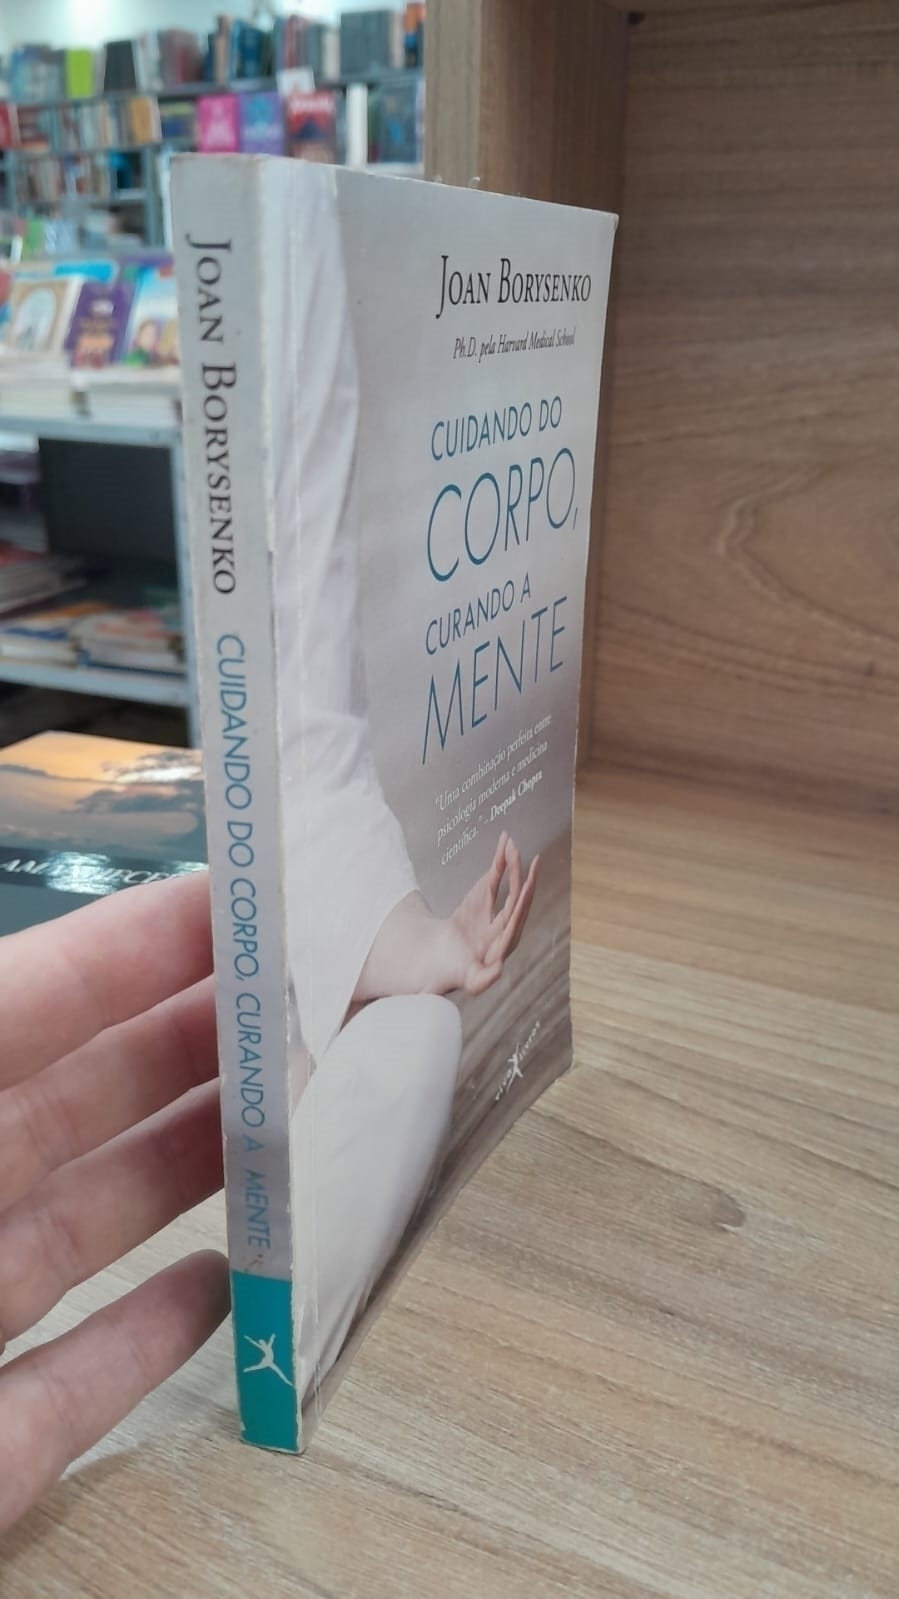 JOAN BORYSENKO
Ph.D. pela Harvard Medical School
CUIDANDO DO
CORPO,
CURANDO A
MENTE
"Uma combinação perfeita entre
psicologia moderna e medicina
científica." – Deepak Chopra
JOAN BORYSENKO CUIDANDO DO CORPO, CURANDO A MENTE